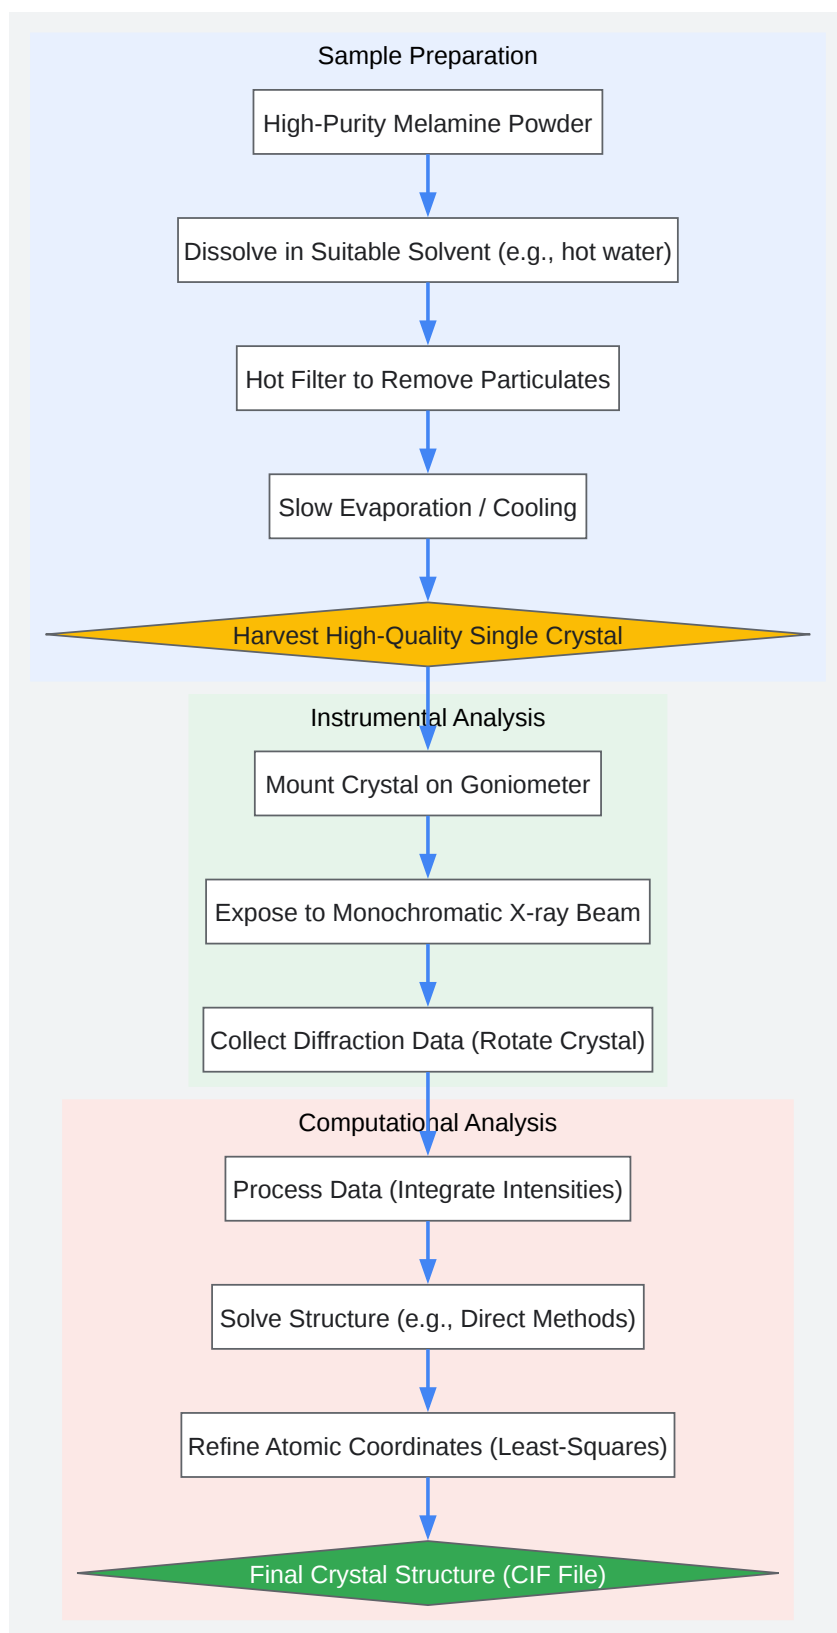 Sample Preparation
High-Purity Melamine Powder
Dissolve in Suitable Solvent (e.g., hot water)
Hot Filter to Remove Particulates
Slow Evaporation / Cooling
Harvest High-Quality Single Crystal
Instrumental Analysis
Mount Crystal on Goniometer
Expose to Monochromatic X-ray Beam
Collect Diffraction Data (Rotate Crystal)
Computational Analysis
Process Data (Integrate Intensities)
Solve Structure (e.g., Direct Methods)
Refine Atomic Coordinates (Least-Squares)
Final Crystal Structure (CIF File)